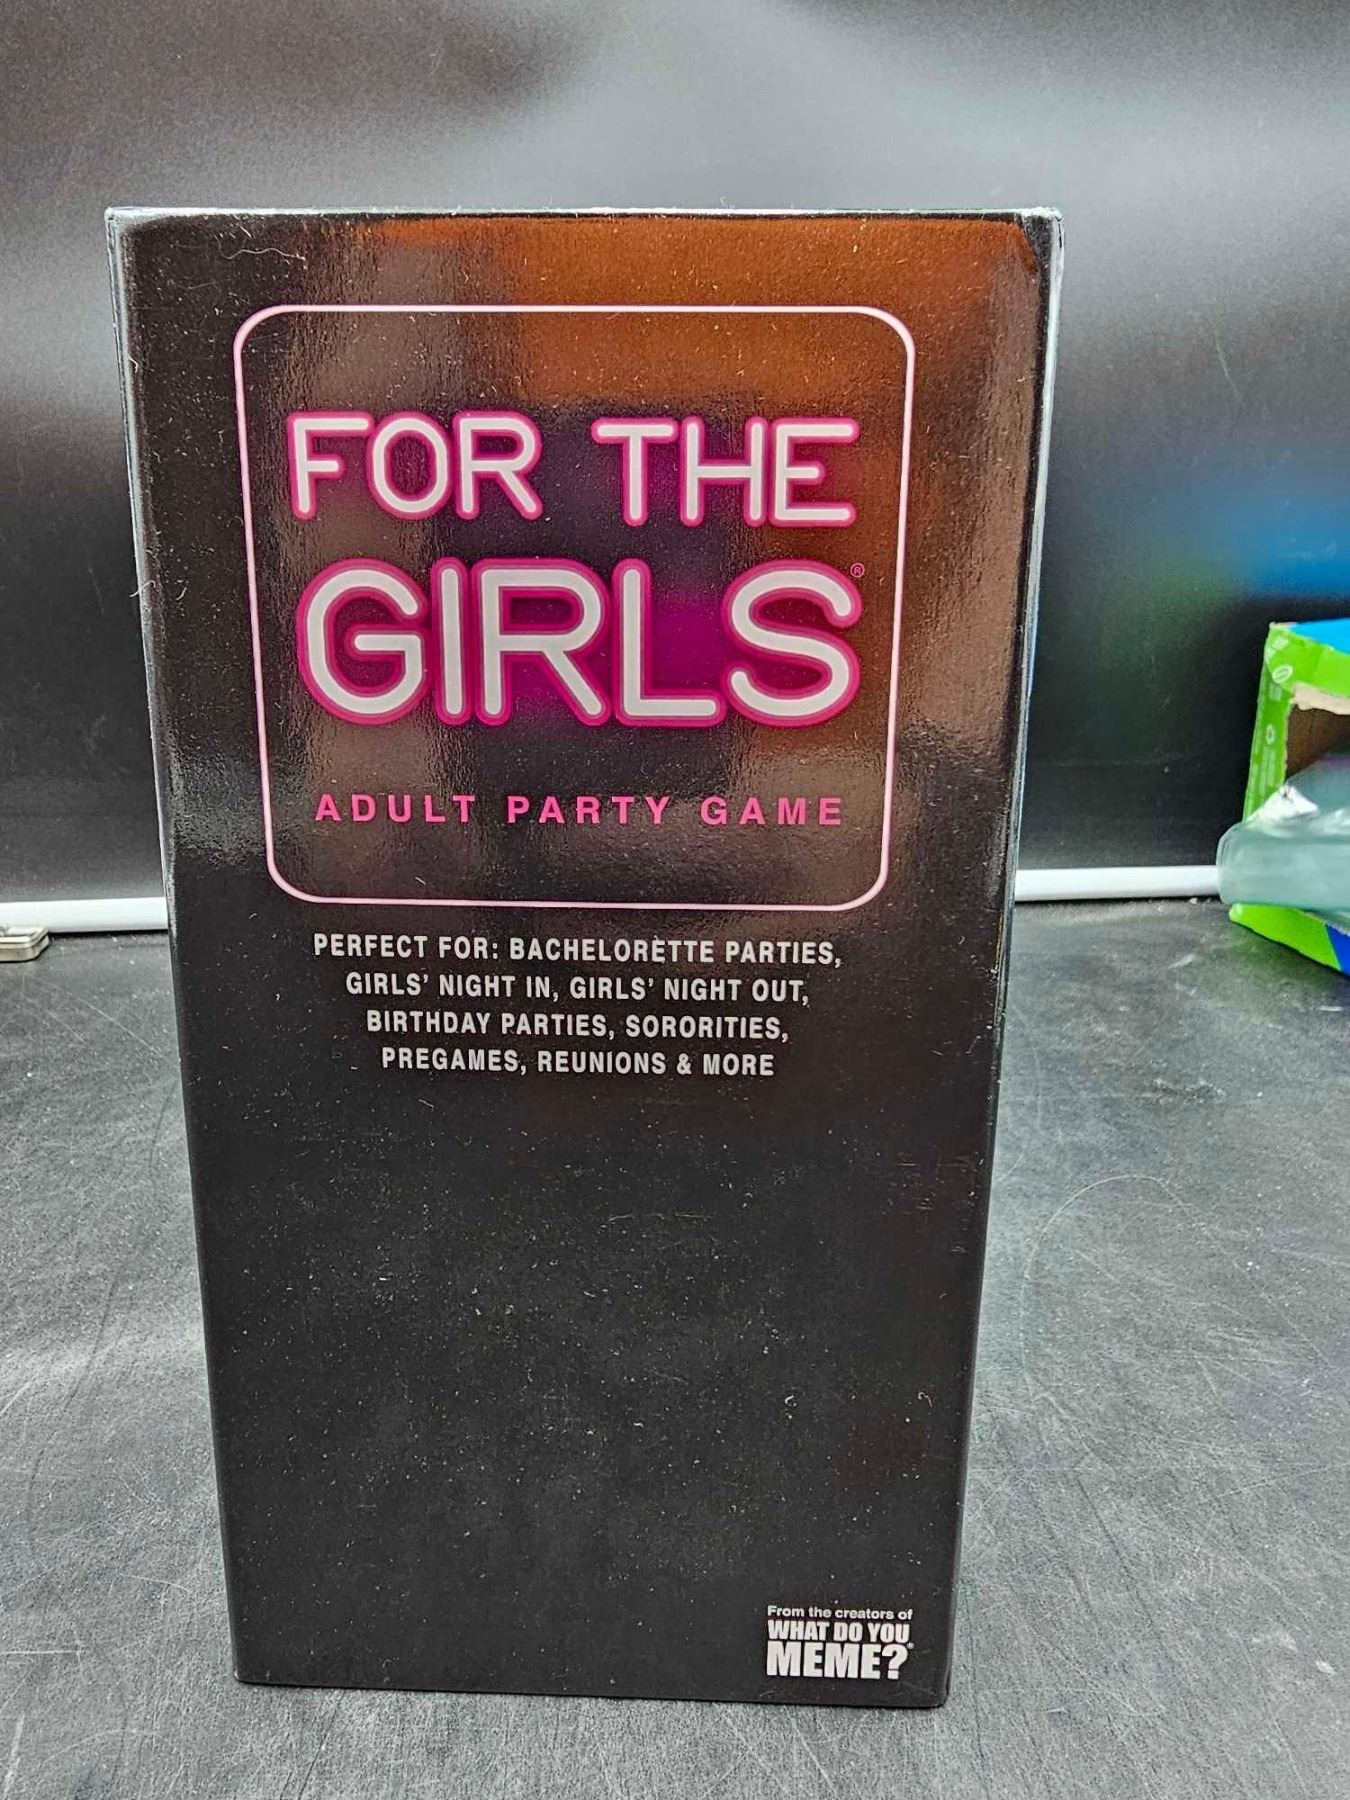 FOR THE
GIRLS®
ADULT PARTY GAME
PERFECT FOR: BACHELORETTE PARTIES,
GIRLS' NIGHT IN, GIRLS' NIGHT OUT,
BIRTHDAY PARTIES, SORORITIES,
PREGAMES, REUNIONS & MORE
From the creators of
WHAT DO YOU
MEME?®